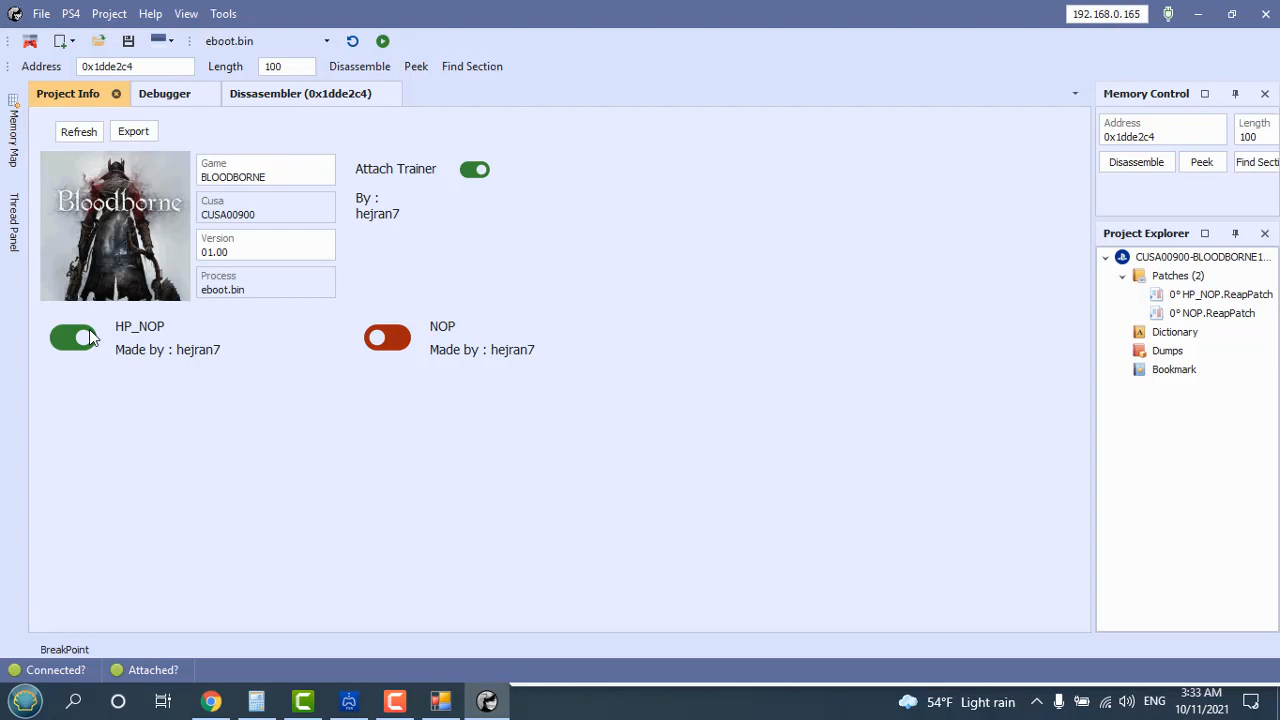 File PS4 Project Help View Tools 192.168.0.165
eboot.bin
Address 0x1dde2c4 Length 100 Disassemble Peek Find Section
Project Info Debugger Dissasembler (0x1dde2c4) Memory Control
Memory Map
Thread Panel
Refresh Export
Bloodborne
Game
BLOODBORNE
Cusa
CUSA00900
Version
01.00
Process
eboot.bin
Attach Trainer
By :
hejran7
HP_NOP
Made by : hejran7
NOP
Made by : hejran7
Address
0x1dde2c4
Length
100
Disassemble Peek Find Secti
Project Explorer
CUSA00900-BLOODBORNE1...
Patches (2)
0° HP_NOP.ReapPatch
0° NOP.ReapPatch
Dictionary
Dumps
Bookmark
BreakPoint
Connected? Attached?
54°F Light rain ENG 3:33 AM
10/11/2021